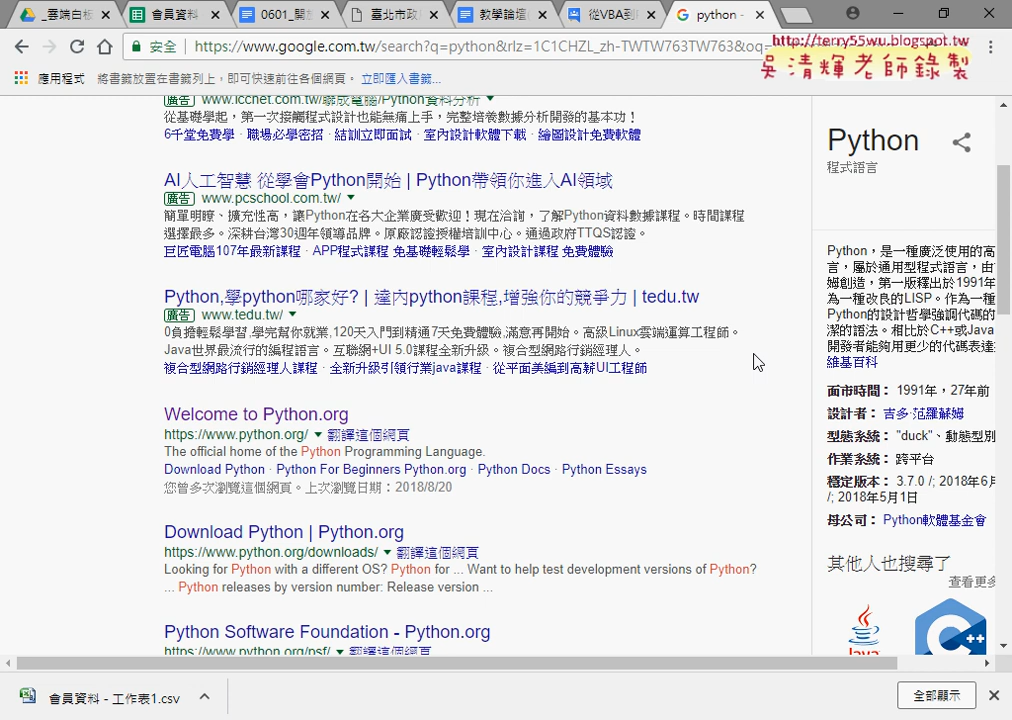 _雲端白板
會員資料
0601_開
臺北市政
教學論壇
從VBA到
python -
安全
https://www.google.com.tw/search?q=python&rlz=1C1CHZL_zh-TWTW763TW763&oq=
http://terry55wu.blogspot.tw
吳清輝老師錄製
應用程式
將書籤放置在書籤列上，即可快速前往各個網頁。
立即匯入書籤...
廣告 www.iccnet.com.tw/聯成電腦/Python資料分析
從基礎學起，第一次接觸程式設計也能無痛上手，完整培養數據分析開發的基本功！
6千堂免費學 · 職場必學密招 · 結訓立即面試 · 室內設計軟體下載 · 繪圖設計免費軟體
AI人工智慧 從學會Python開始 | Python帶領你進入AI領域
廣告 www.pcschool.com.tw/
簡單明瞭、擴充性高，讓Python在各大企業廣受歡迎！現在洽詢，了解Python資料數據課程。時間課程
選擇最多。深耕台灣30週年領導品牌。原廠認證授權培訓中心。通過政府TTQS認證。
巨匠電腦107年最新課程 · APP程式課程 免基礎輕鬆學 · 室內設計課程 免費體驗
Python,學python哪家好? | 達內python課程,增強你的競爭力 | tedu.tw
廣告 www.tedu.tw/
0負擔輕鬆學習,學完幫你就業,120天入門到精通7天免費體驗,滿意再開始。高級Linux雲端運算工程師。
Java世界最流行的編程語言。互聯網+UI 5.0課程全新升級。複合型網路行銷經理人。
複合型網路行銷經理人課程 · 全新升級引領行業java課程 · 從平面美編到高薪UI工程師
Welcome to Python.org
https://www.python.org/ 翻譯這個網頁
The official home of the Python Programming Language.
Download Python · Python For Beginners Python.org · Python Docs · Python Essays
您曾多次瀏覽這個網頁。上次瀏覽日期：2018/8/20
Download Python | Python.org
https://www.python.org/downloads/ 翻譯這個網頁
Looking for Python with a different OS? Python for ... Want to help test development versions of Python?
... Python releases by version number: Release version ...
Python Software Foundation - Python.org
https://www.python.org/psf/ 翻譯這個網頁
Python
程式語言
Python，是一種廣泛使用的高
言，屬於通用型程式語言，由
姆創造，第一版釋出於1991年
為一種改良的LISP。作為一種
Python的設計哲學強調代碼的
潔的語法。相比於C++或Java
開發者能夠用更少的代碼表達
維基百科
面市時間： 1991年，27年前
設計者： 吉多·范羅蘇姆
型態系統： "duck"、動態型別
作業系統： 跨平台
穩定版本： 3.7.0 /; 2018年6月
/; 2018年5月1日
母公司： Python軟體基金會
其他人也搜尋了
查看更多
Java
C++
會員資料 - 工作表1.csv
全部顯示